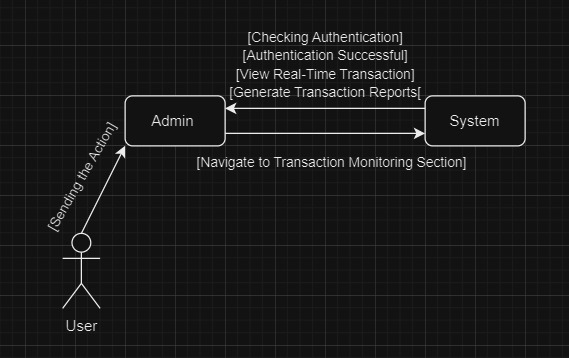 [Checking Authentication]
[Authentication Successful]
[View Real-Time Transaction]
[Generate Transaction Reports[
Admin
System
[Navigate to Transaction Monitoring Section]
[Sending the Action]
User